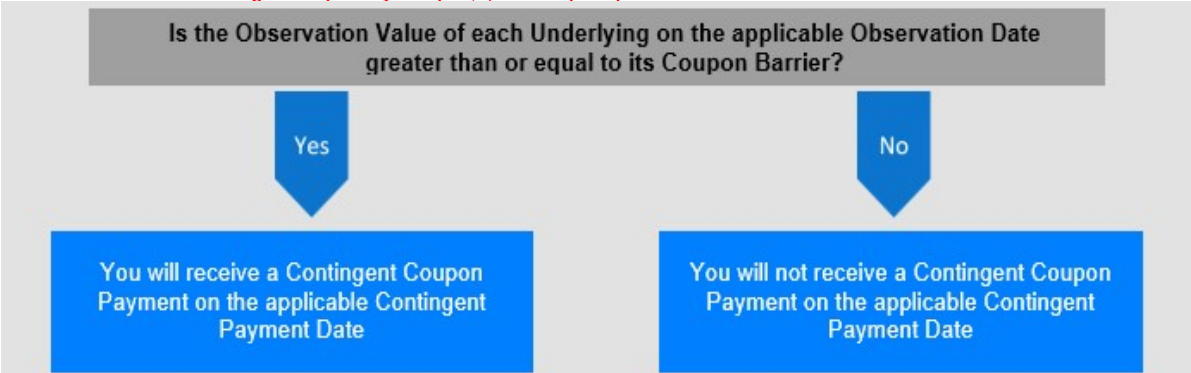 Is the Observation Value of each Underlying on the applicable Observation Date
greater than or equal to its Coupon Barrier?
Yes
No
You will receive a Contingent Coupon
Payment on the applicable Contingent
Payment Date
You will not receive a Contingent Coupon
Payment on the applicable Contingent
Payment Date